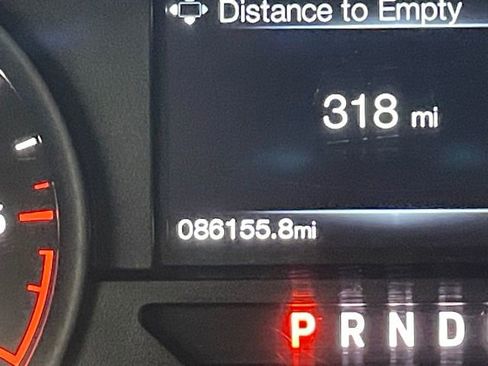 Distance to Empty
318 mi
086155.8mi
P R N D